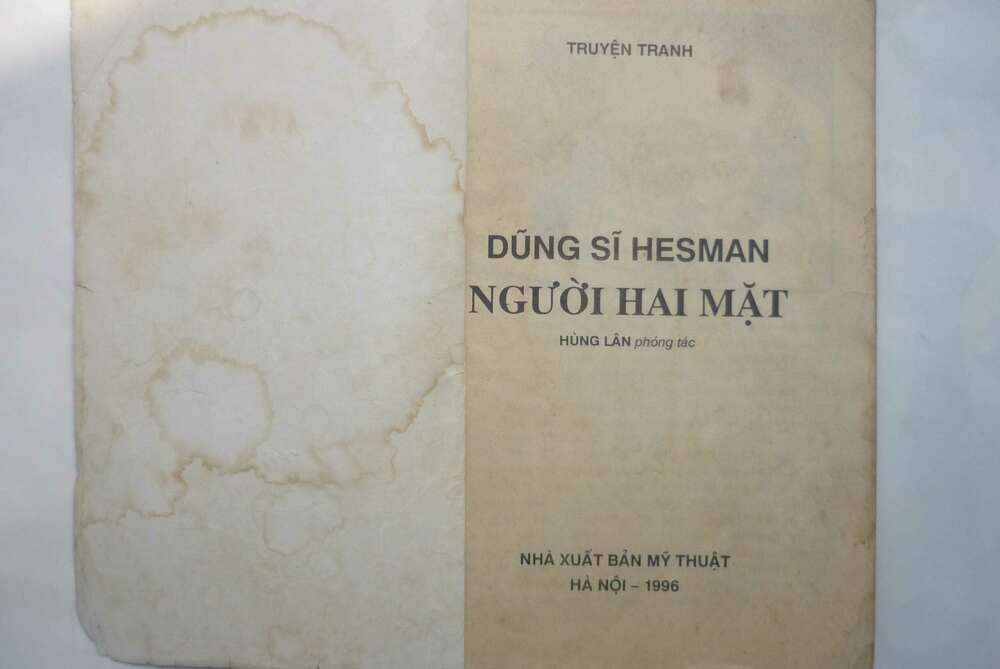 TRUYỆN TRANH
DŨNG SĨ HESMAN
NGƯỜI HAI MẶT
HÙNG LÂN phóng tác
NHÀ XUẤT BẢN MỸ THUẬT
HÀ NỘI – 1996